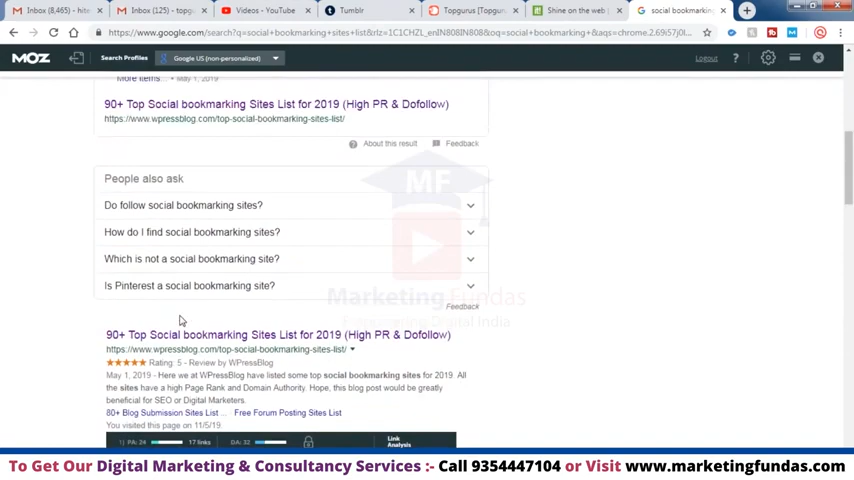 Inbox (8,465) - hite
Inbox (125) - topg
Videos - YouTube
Tumblr
Topgurus [Topgun
Shine on the web |
social bookmarking
https://www.google.com/search?q=social+bookmarking+sites+list&rlz=1C1CHZL_enIN808IN808&oq=social+bookmarking+&aqs=chrome.2.69i57j0l...
MOZ
Search Profiles
Google US (non-personalized)
Logout
More items... • May 1, 2019
90+ Top Social bookmarking Sites List for 2019 (High PR & Dofollow)
https://www.wpressblog.com/top-social-bookmarking-sites-list/
About this result
Feedback
MF
People also ask
Do follow social bookmarking sites?
How do I find social bookmarking sites?
Which is not a social bookmarking site?
Is Pinterest a social bookmarking site?
Marketing Fundas
Feedback
Digital India
90+ Top Social bookmarking Sites List for 2019 (High PR & Dofollow)
https://www.wpressblog.com/top-social-bookmarking-sites-list/
Rating: 5 - Review by WPressBlog
May 1, 2019 - Here we at WPressBlog have listed some top social bookmarking sites for 2019. All
the sites have a high Page Rank and Domain Authority. Hope, this blog post would be greatly
beneficial for SEO or Digital Marketers.
80+ Blog Submission Sites List ... · Free Forum Posting Sites List
You visited this page on 11/5/19.
1) PA: 24
17 links
DA: 32
Link
Analysis
To Get Our Digital Marketing & Consultancy Services :- Call 9354447104 or Visit www.marketingfundas.com